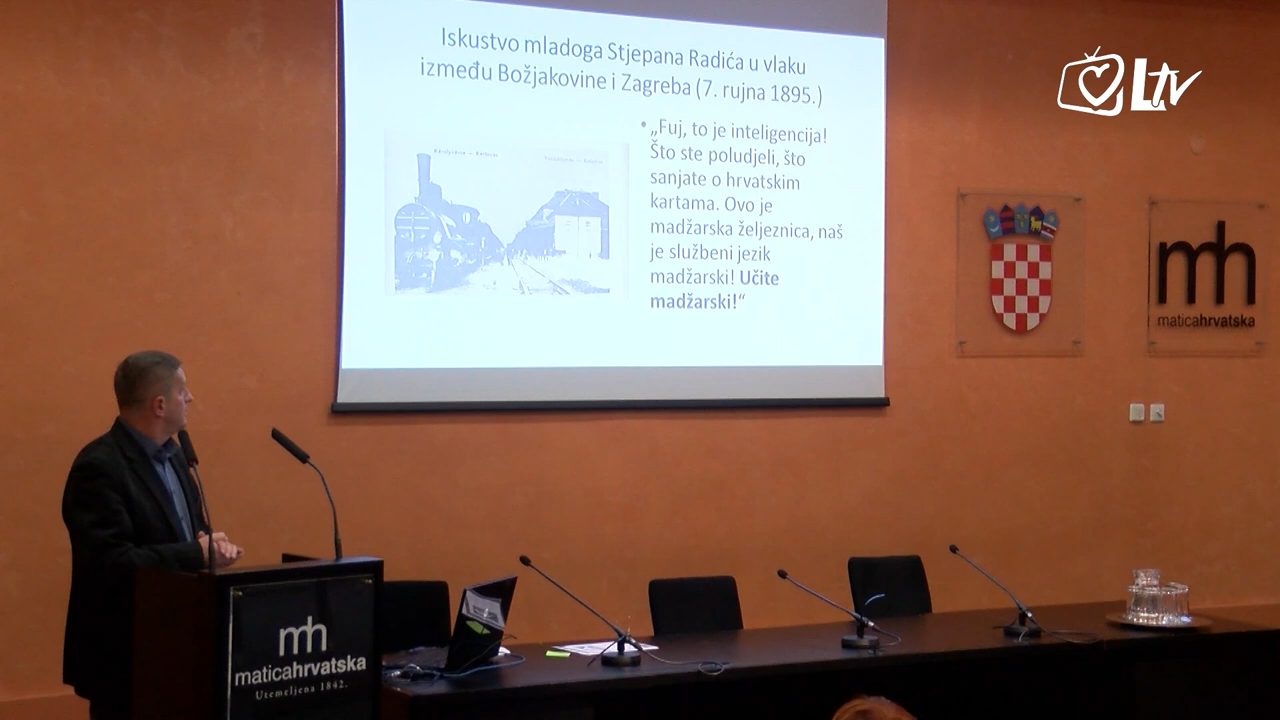 Iskustvo mladoga Stjepana Radića u vlaku
između Božjakovine i Zagreba (7. rujna 1895.)
• „Fuj, to je inteligencija!
Što ste poludjeli, što
sanjate o hrvatskim
kartama. Ovo je
madžarska željeznica, naš
je službeni jezik
madžarski! Učite
madžarski!“
LTV
mh
maticahrvatska
mh
maticahrvatska
Utemeljena 1842.